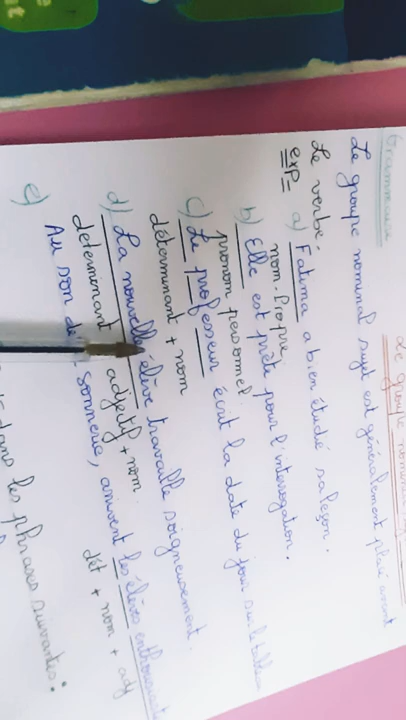 Grammaire
Le groupe nominal
Le groupe nominal sujet est généralement placé avant
Le verbe.
exp= a) Fatima a bien étudié sa leçon.
nom. Propre
b) Elle est prête pour l'interrogation.
pronom personnel
c) Le professeur écrit la date du jour sur le tableau
déterminant + nom
d) La nouvelle élève travaille soigneusement.
determinant adjectif + nom.
e) Au son de sonnerie, arrivent les élèves
dét + nom + adj
dans les phrases suivantes: